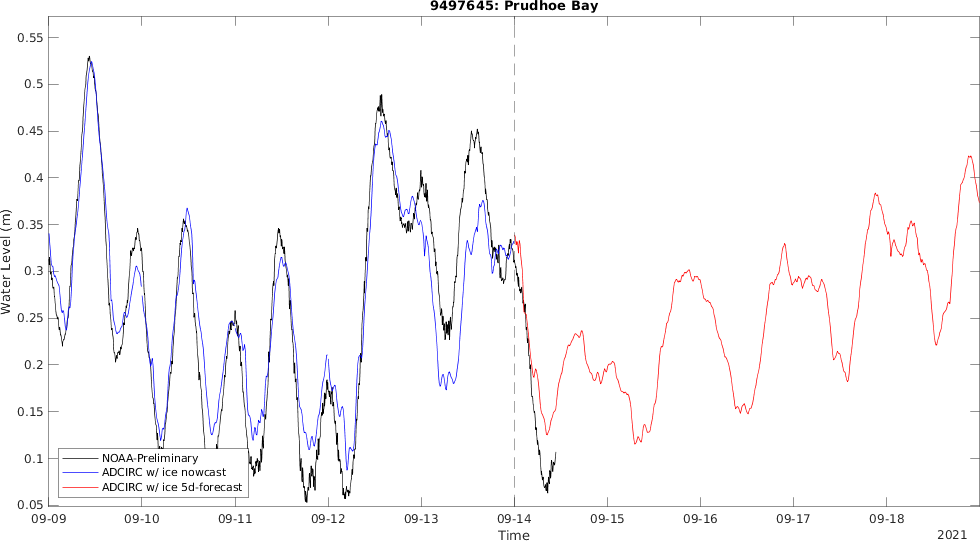 9497645: Prudhoe Bay
Water Level (m)
0.55
0.5
0.45
0.4
0.35
0.3
0.25
0.2
0.15
0.1
0.05
NOAA-Preliminary
ADCIRC w/ ice nowcast
ADCIRC w/ ice 5d-forecast
09-09 09-10 09-11 09-12 09-13 09-14 09-15 09-16 09-17 09-18
Time
2021